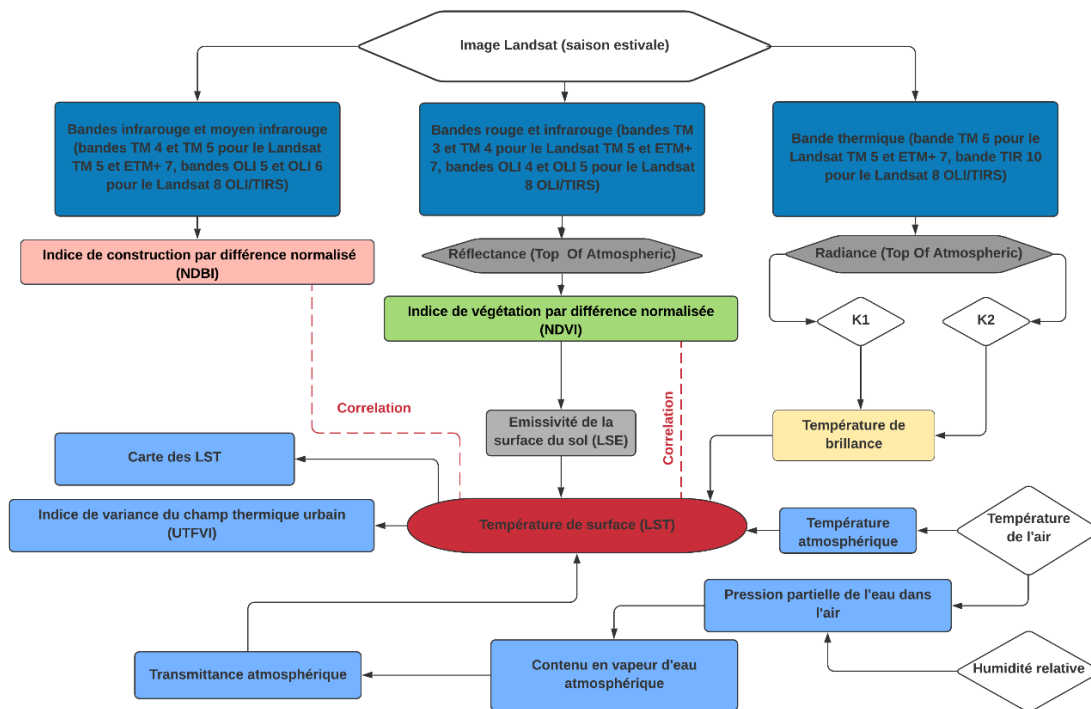 Image Landsat (saison estivale)
Bandes infrarouge et moyen infrarouge
(bandes TM 4 et TM 5 pour le Landsat
TM 5 et ETM+ 7, bandes OLI 5 et OLI 6
pour le Landsat 8 OLI/TIRS)
Bandes rouge et infrarouge (bandes TM
3 et TM 4 pour le Landsat TM 5 et ETM+
7, bandes OLI 4 et OLI 5 pour le Landsat
8 OLI/TIRS)
Bande thermique (bande TM 6 pour le
Landsat TM 5 et ETM+ 7, bande TIR 10
pour le Landsat 8 OLI/TIRS)
Indice de construction par différence normalisé
(NDBI)
Réflectance (Top Of Atmospheric)
Radiance (Top Of Atmospheric)
Indice de végétation par différence normalisée
(NDVI)
K1
K2
Correlation
Correlation
Emissivité de la
surface du sol (LSE)
Température de
brillance
Carte des LST
Indice de variance du champ thermique urbain
(UTFVI)
Température de surface (LST)
Température
atmosphérique
Température
de l'air
Pression partielle de l'eau dans
l'air
Transmittance atmosphérique
Contenu en vapeur d'eau
atmosphérique
Humidité relative